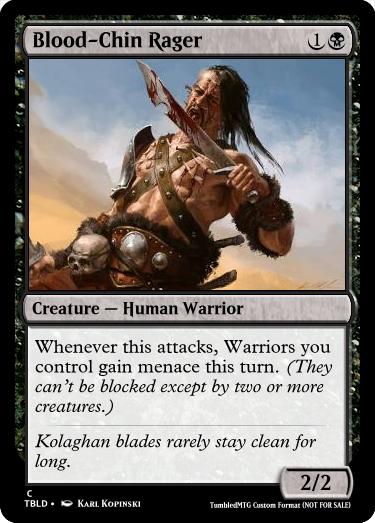 Blood-Chin Rager 1
Creature — Human Warrior
Whenever this attacks, Warriors you
control gain menace this turn. (They
can't be blocked except by two or more
creatures.)
Kolaghan blades rarely stay clean for
long.
2/2
C
TBLD • Karl Kopinski
TumbledMTG Custom Format (NOT FOR SALE)